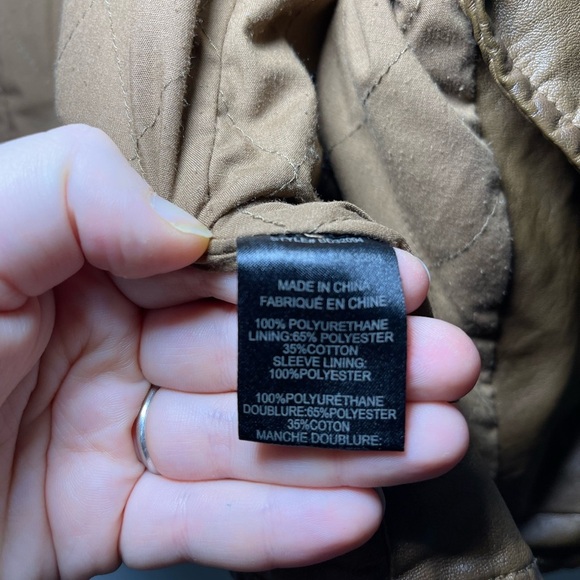 STYLE#
MADE IN CHINA
FABRIQUÉ EN CHINE
100% POLYURETHANE
LINING:65% POLYESTER
35%COTTON
SLEEVE LINING:
100%POLYESTER
100%POLYURÉTHANE
DOUBLURE:65%POLYESTER
35%COTON
MANCHE DOUBLURE: